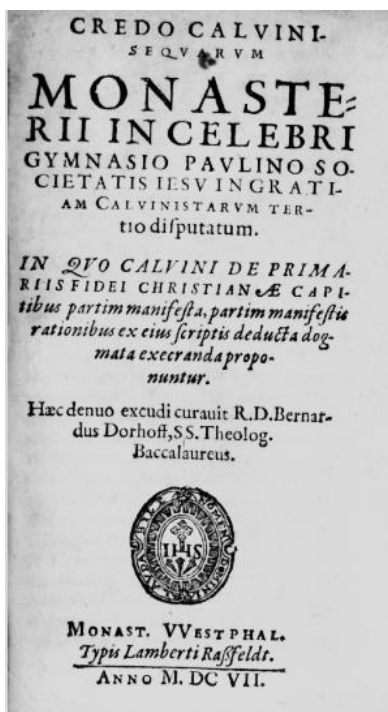 CREDO CALVINI-
SEQVARVM
MONASTE-
RII IN CELEBRI
GYMNASIO PAVLINO SO-
CIETATIS IESV IN GRATI-
AM CALVINISTARVM TER-
tio diſputatum.
IN QVO CALVINI DE PRIMA-
RIIS FIDEI CHRISTIANÆ CAPI-
tibus partim manifeſta, partim manifeſtis
rationibus ex eius ſcriptis deducta dog-
mata execranda propo-
nuntur.
Hæc denuo excudi curauit R.D.Bernar-
dus Dorhoff, SS. Theolog.
Baccalaureus.
IHS
MONAST. VVESTPHAL.
Typis Lamberti Raßfeldt.
ANNO M. DC VII.